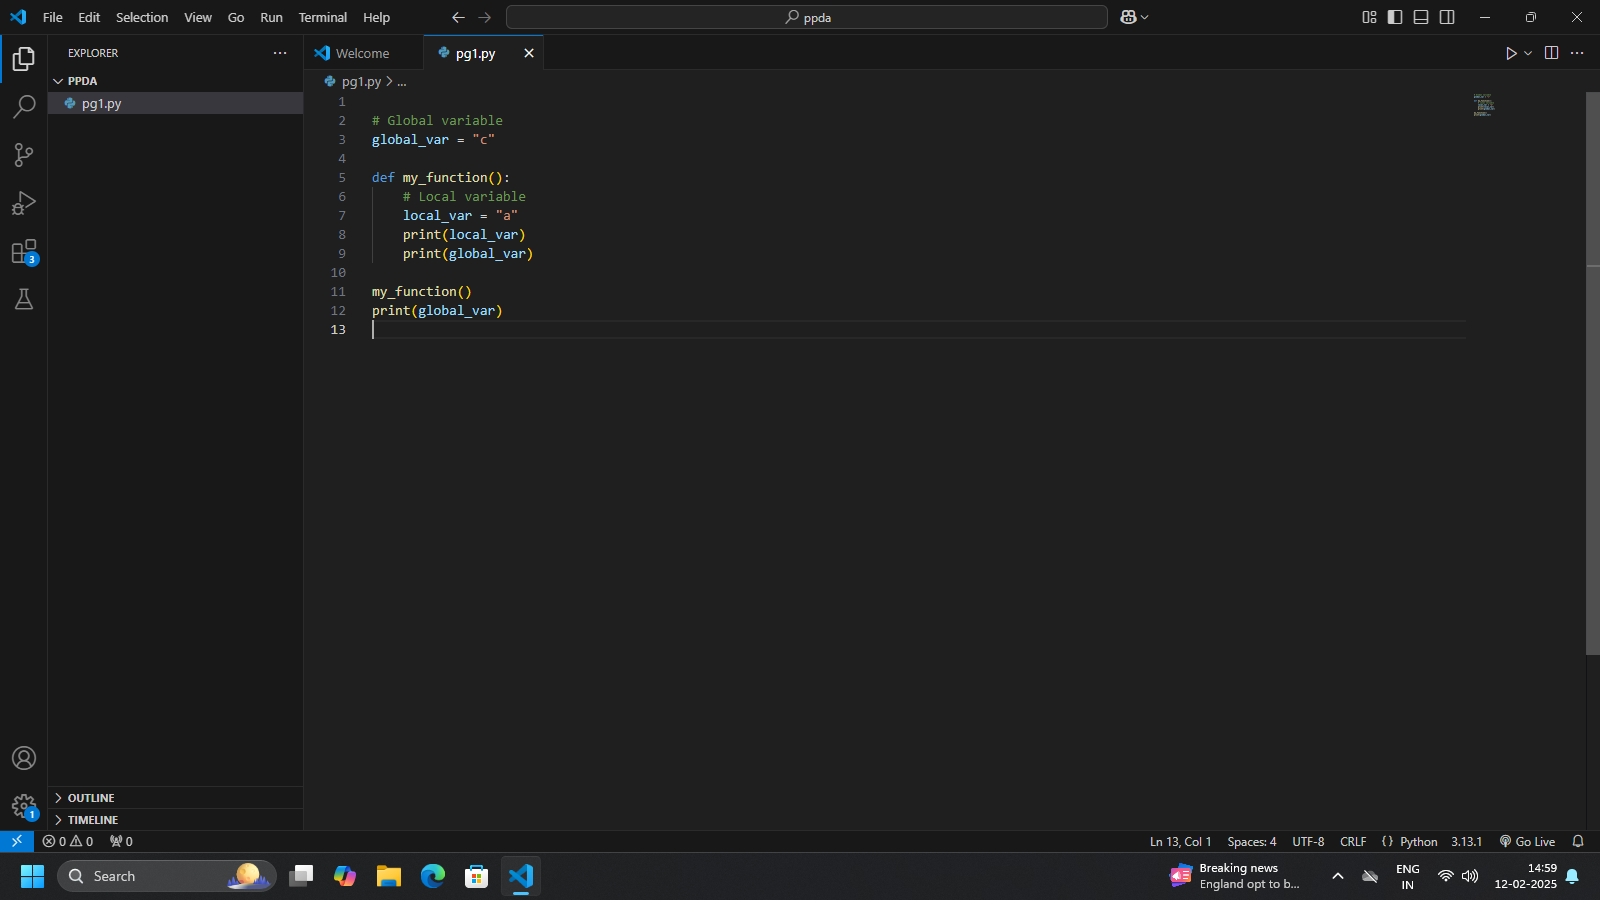 File Edit Selection View Go Run Terminal Help
ppda
EXPLORER
PPDA
pg1.py
Welcome
pg1.py
pg1.py > ...
1
2 # Global variable
3 global_var = "c"
4
5 def my_function():
6 # Local variable
7 local_var = "a"
8 print(local_var)
9 print(global_var)
10
11 my_function()
12 print(global_var)
13
3
1
OUTLINE
TIMELINE
0 0 0
Ln 13, Col 1 Spaces: 4 UTF-8 CRLF {} Python 3.13.1 Go Live
Search
Breaking news
England opt to b...
ENG
IN
14:59
12-02-2025